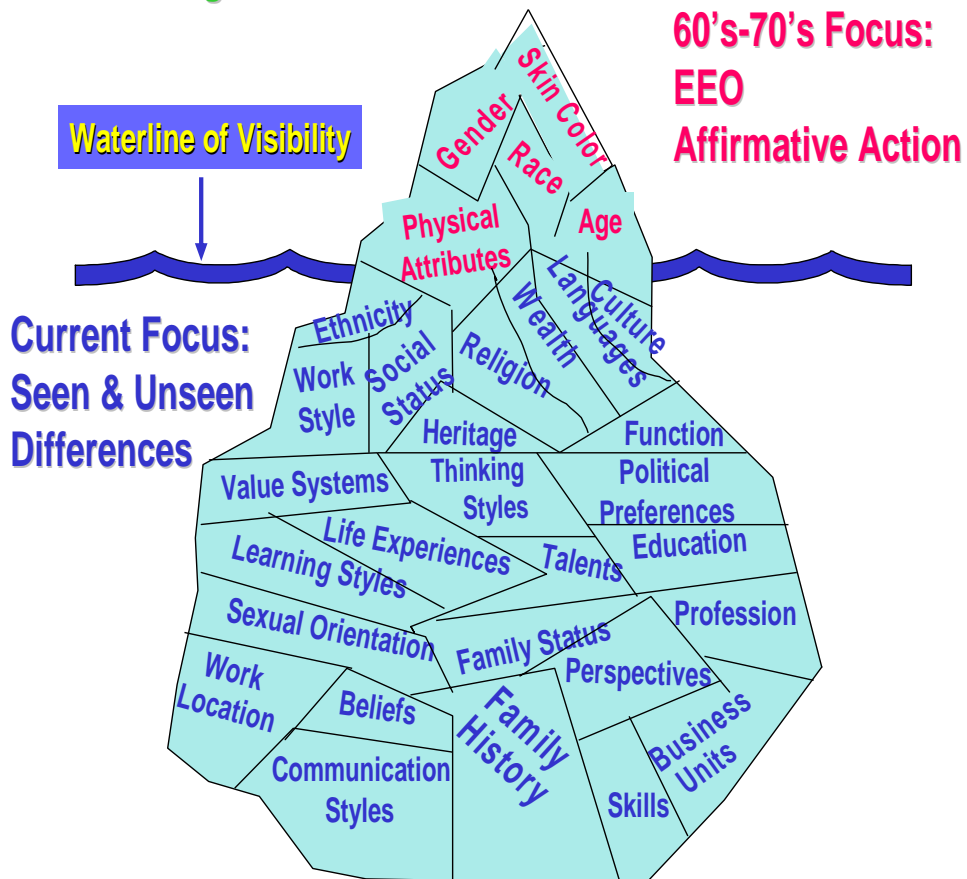 60's-70's Focus:
EEO
Affirmative Action
Waterline of Visibility
Skin Color
Gender
Race
Physical
Attributes
Age
Current Focus:
Seen & Unseen
Differences
Ethnicity
Work
Style
Social
Status
Religion
Wealth
Languages
Culture
Heritage
Function
Value Systems
Thinking
Styles
Political
Preferences
Life Experiences
Learning Styles
Talents
Education
Sexual Orientation
Family Status
Profession
Perspectives
Work
Location
Beliefs
Family
History
Business
Units
Communication
Styles
Skills